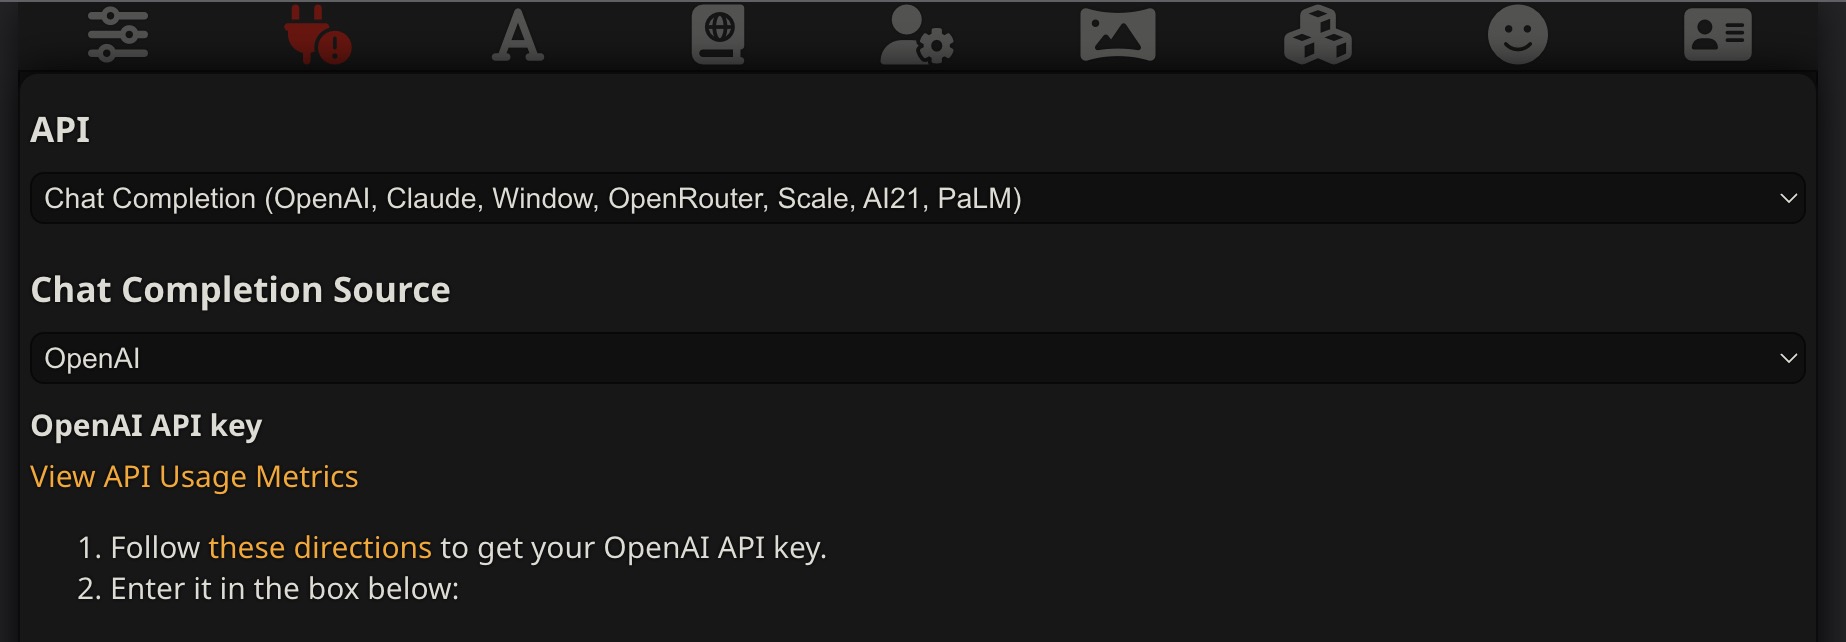 API
Chat Completion (OpenAI, Claude, Window, OpenRouter, Scale, AI21, PaLM)
Chat Completion Source
OpenAI
OpenAI API key
View API Usage Metrics
1. Follow these directions to get your OpenAI API key.
2. Enter it in the box below: